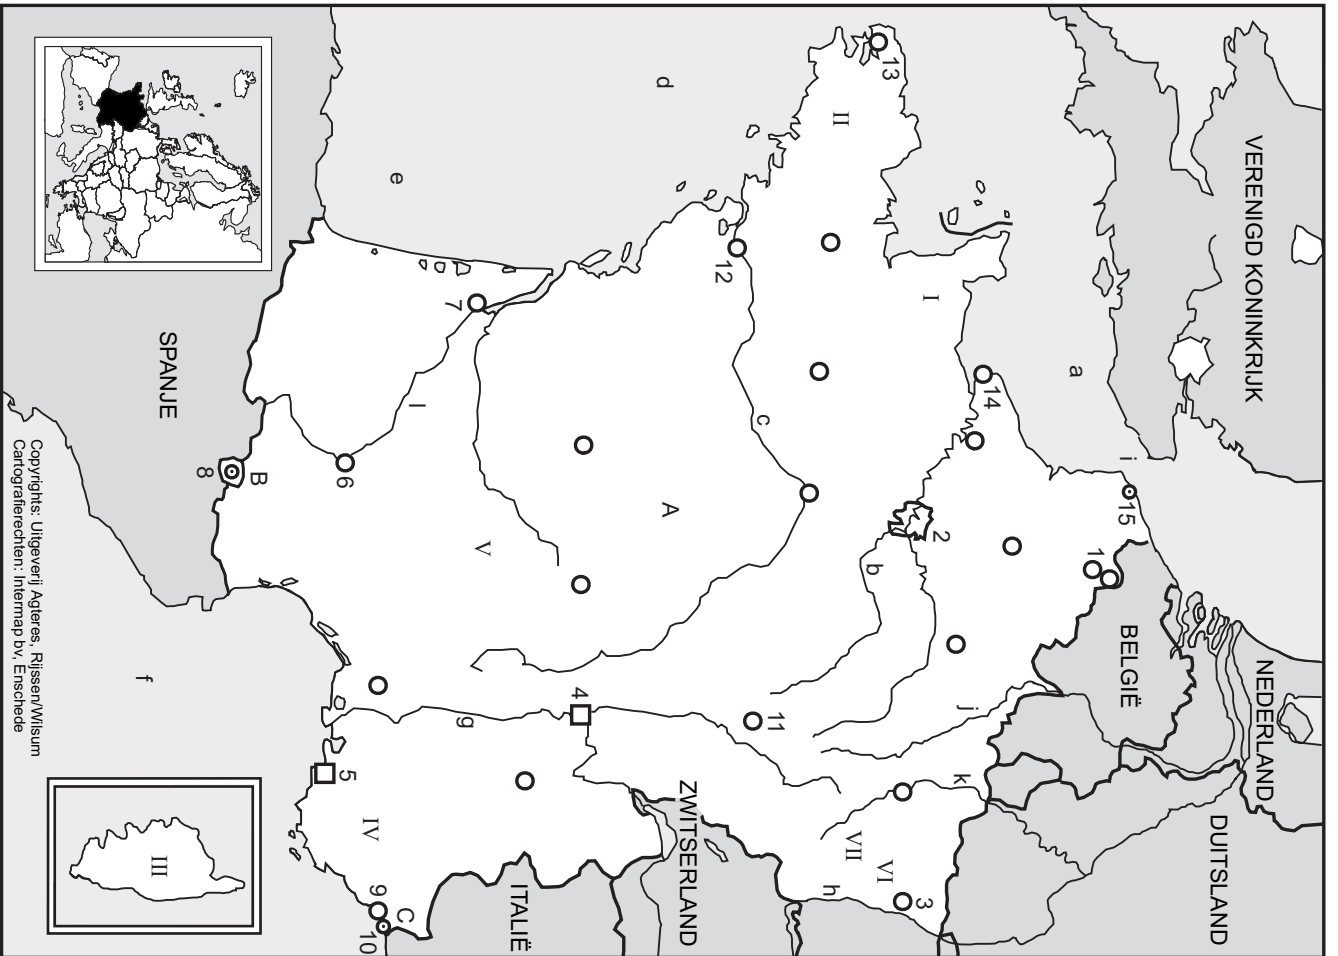 VERENIGD KONINKRIJK
NEDERLAND
BELGIË
DUITSLAND
ZWITSERLAND
ITALIË
SPANJE
a
i
15
1
14
2
I
II
13
12
c
b
j
k
11
VII
VI
h
3
d
e
7
l
6
A
V
4
g
5
IV
9
C
10
B
8
f
III
Copyrights: Uitgeverij Agteres, Rijssen/Wilsum
Cartografierechten: Intermap bv, Enschede